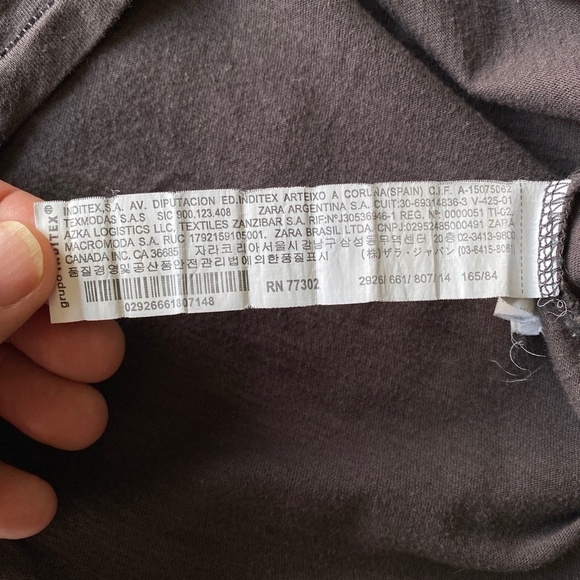 grupo INDITEX
INDITEX,S.A. AV. DIPUTACION ED.INDITEX ARTEIXO A CORUÑA(SPAIN) C.I.F. A-15075062
TEXMODAS S.A.S SIC 900.123.408 ZARA ARGENTINA S.A. CUIT:30-69314836-3 V-425-01
AZKA LOGISTICS LLC. TEXTILES ZANZIBAR S.A. RIF:Nº J30536946-1 REG. Nº 0000051 TI-02,
MACROMODA S.A. RUC 1792159105001. ZARA BRASIL LTDA. CNPJ:02952485000491 ZARA
CANADA INC. CA 36685 자라코리아서울시강남구 삼성동무역센터 20층 02-3413-9800
품질경영및공산품안전관리법에의한품질표시 (株)ザラ・ジャパン (03-6415-8061)
RN 77302 2926/ 661/ 807/ 14 165/84
02926661807148